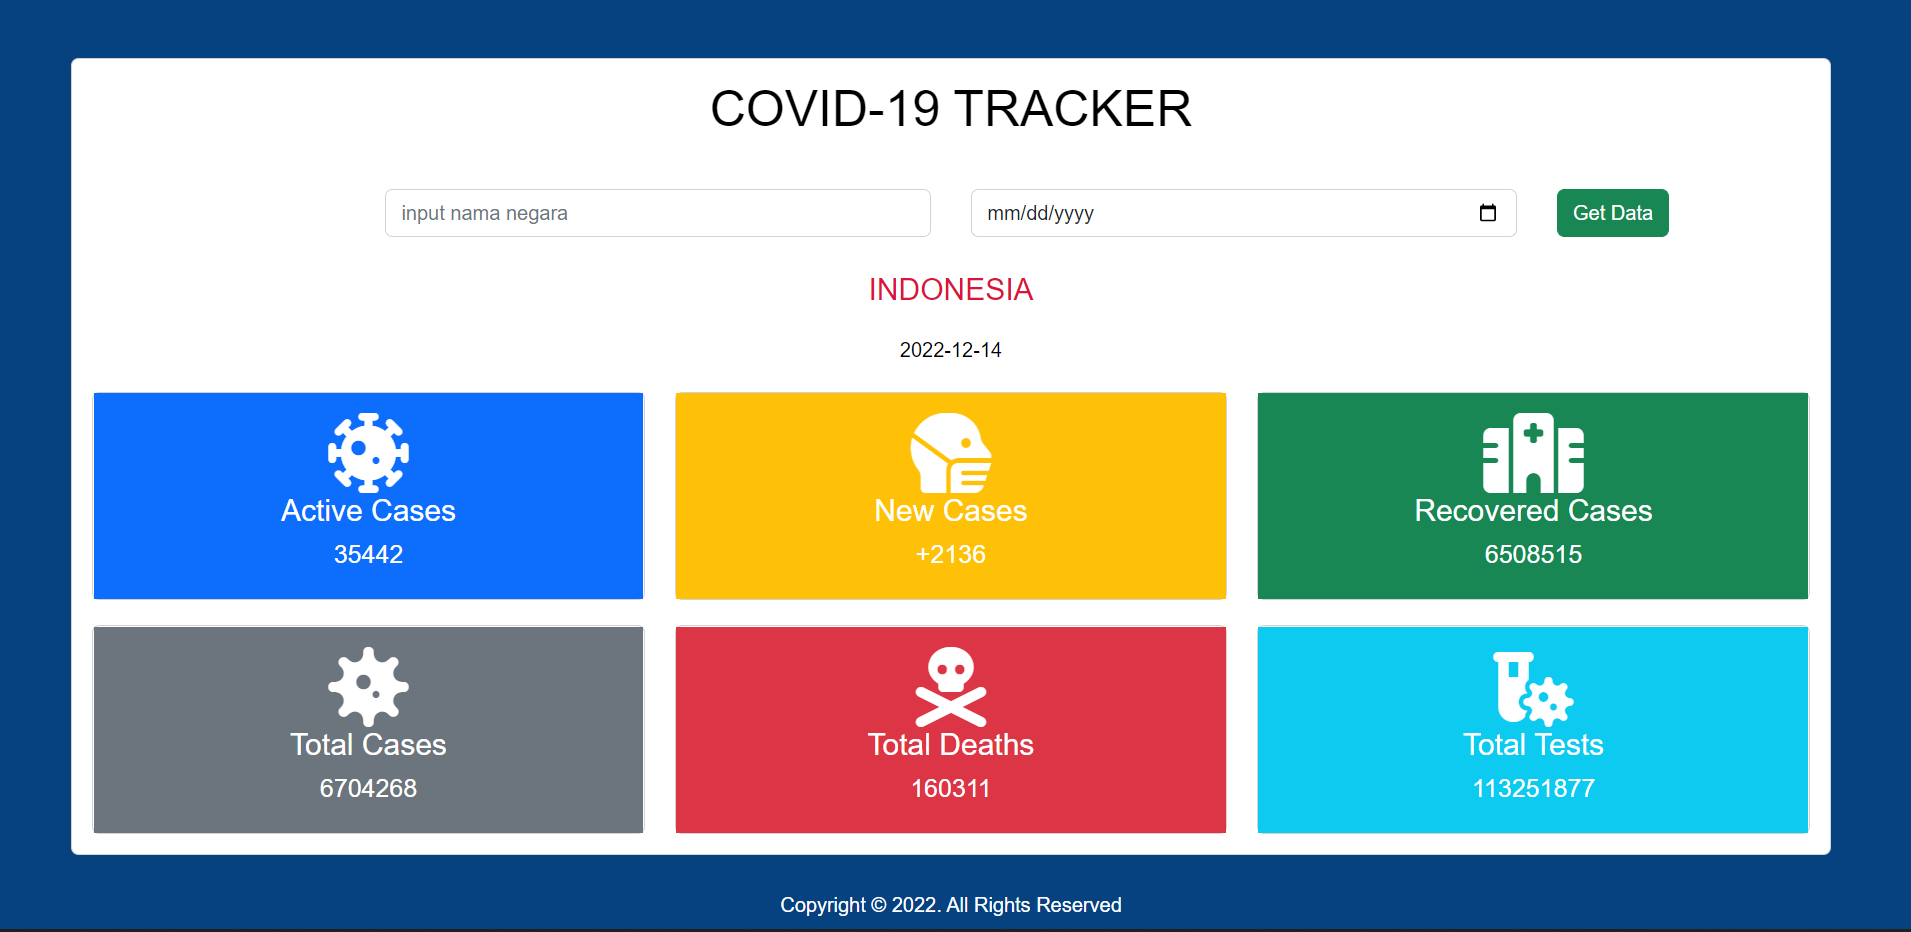 COVID-19 TRACKER
input nama negara
mm/dd/yyyy
Get Data
INDONESIA
2022-12-14
Active Cases
35442
New Cases
+2136
Recovered Cases
6508515
Total Cases
6704268
Total Deaths
160311
Total Tests
113251877
Copyright © 2022. All Rights Reserved